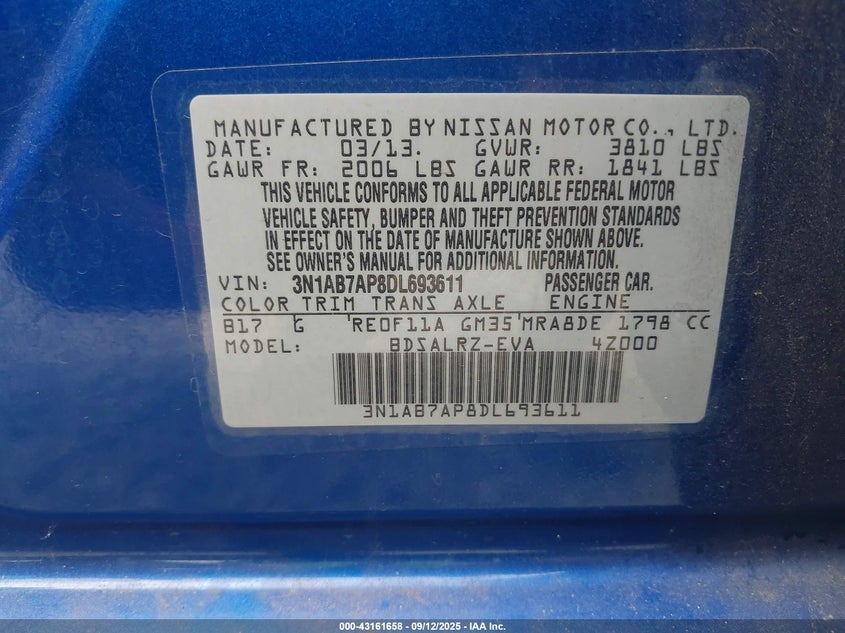 MANUFACTURED BY NISSAN MOTOR CO., LTD.
DATE: 03/13. GVWR: 3810 LBS
GAWR FR: 2006 LBS GAWR RR: 1841 LBS
THIS VEHICLE CONFORMS TO ALL APPLICABLE FEDERAL MOTOR
VEHICLE SAFETY, BUMPER AND THEFT PREVENTION STANDARDS
IN EFFECT ON THE DATE OF MANUFACTURE SHOWN ABOVE.
SEE OWNER'S MANUAL FOR ADDITIONAL INFORMATION.
VIN: 3N1AB7AP8DL693611 PASSENGER CAR.
COLOR TRIM TRANS AXLE ENGINE
B17 G RE0F11A GM35 MRA8DE 1798 CC
MODEL: BDSALRZ-EVA 4Z000
3N1AB7AP8DL693611
000-43161658 - 09/12/2025 - IAA Inc.